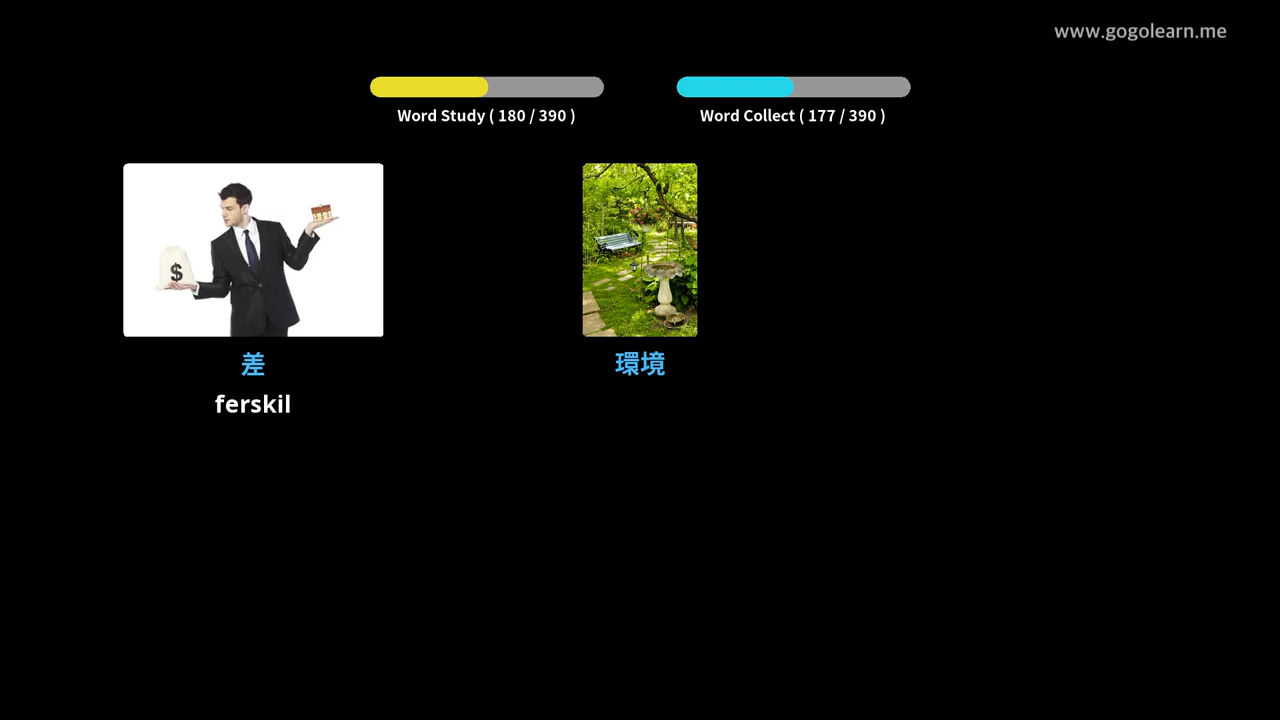 www.gogolearn.me
Word Study ( 180 / 390 )
Word Collect ( 177 / 390 )
$
差
環境
ferskil